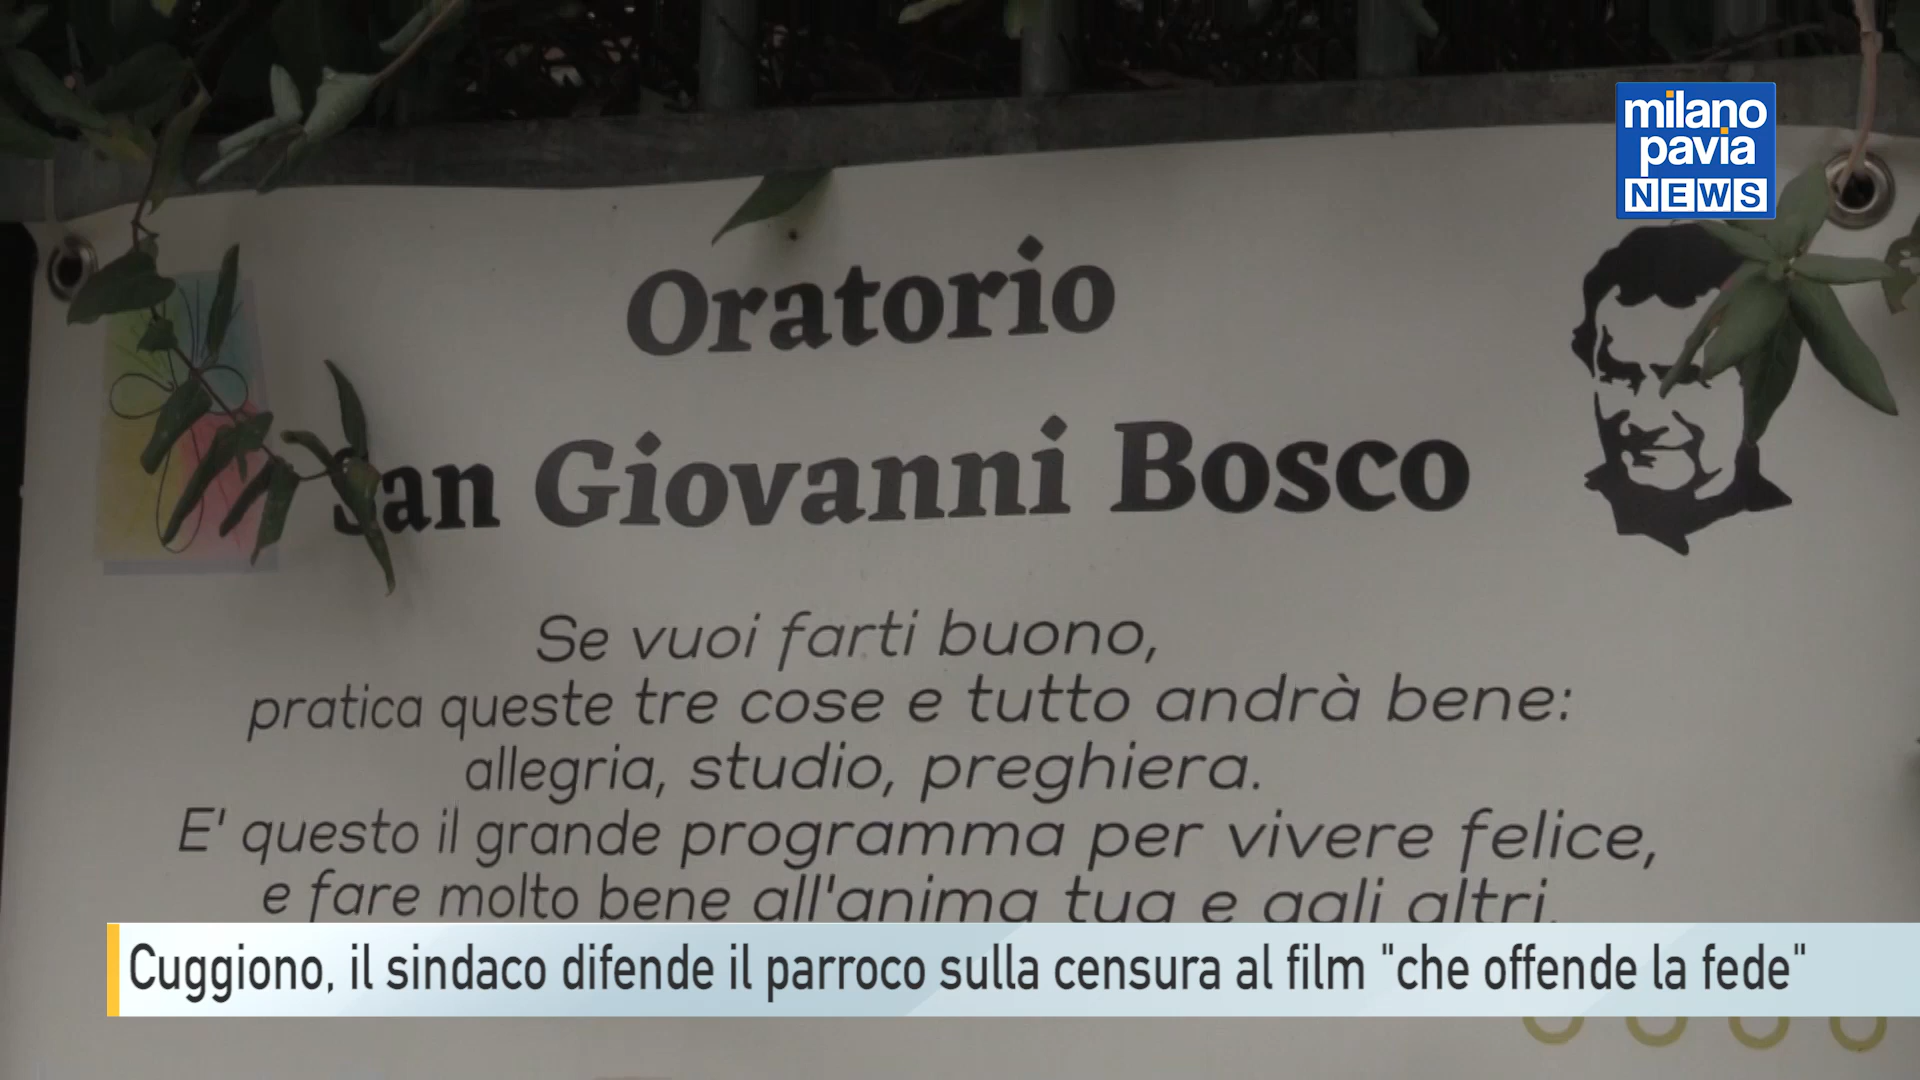 milano
pavia
NEWS
Oratorio
San Giovanni Bosco
Se vuoi farti buono,
pratica queste tre cose e tutto andrà bene:
allegria, studio, preghiera.
E' questo il grande programma per vivere felice,
e fare molto bene all'anima tua e agli altri.
Cuggiono, il sindaco difende il parroco sulla censura al film "che offende la fede"